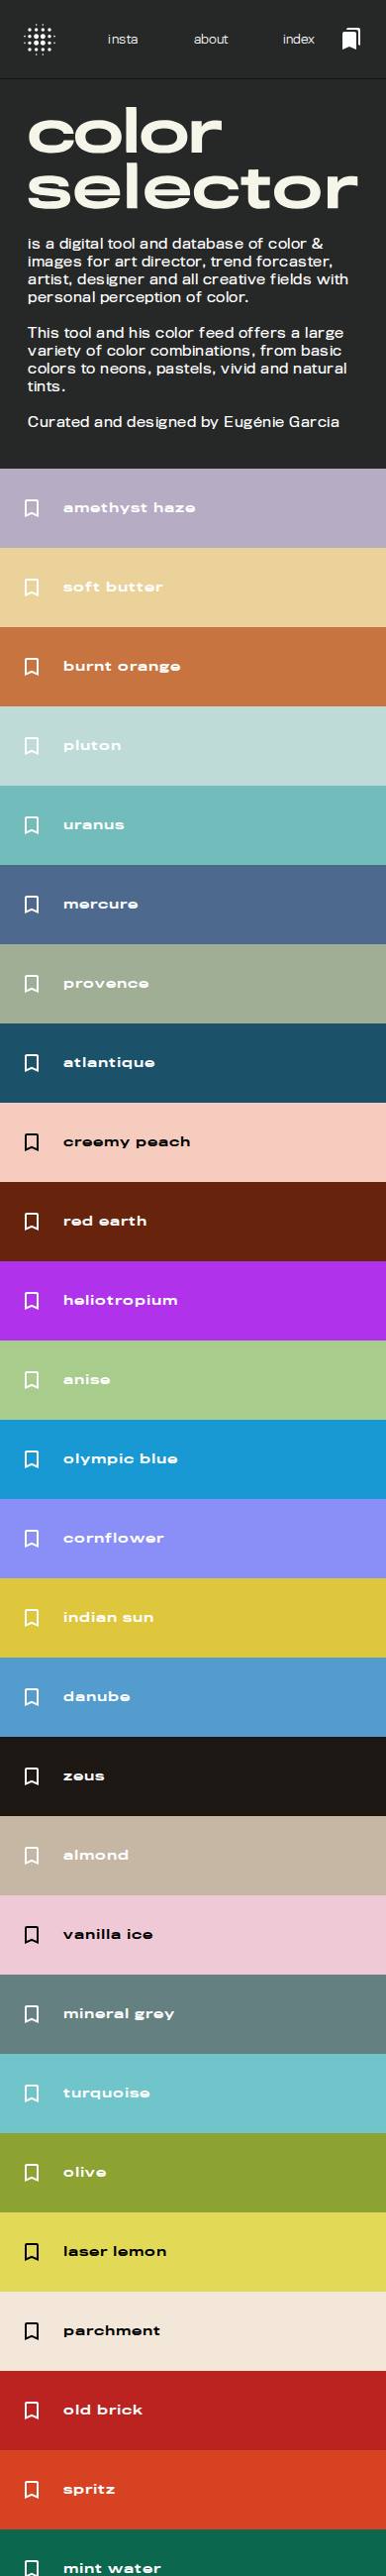 insta about index
color
selector
is a digital tool and database of color &
images for art director, trend forcaster,
artist, designer and all creative fields with
personal perception of color.
This tool and his color feed offers a large
variety of color combinations, from basic
colors to neons, pastels, vivid and natural
tints.
Curated and designed by Eugénie Garcia
amethyst haze
soft butter
burnt orange
pluton
uranus
mercure
provence
atlantique
creemy peach
red earth
heliotropium
anise
olympic blue
cornflower
indian sun
danube
zeus
almond
vanilla ice
mineral grey
turquoise
olive
laser lemon
parchment
old brick
spritz
mint water